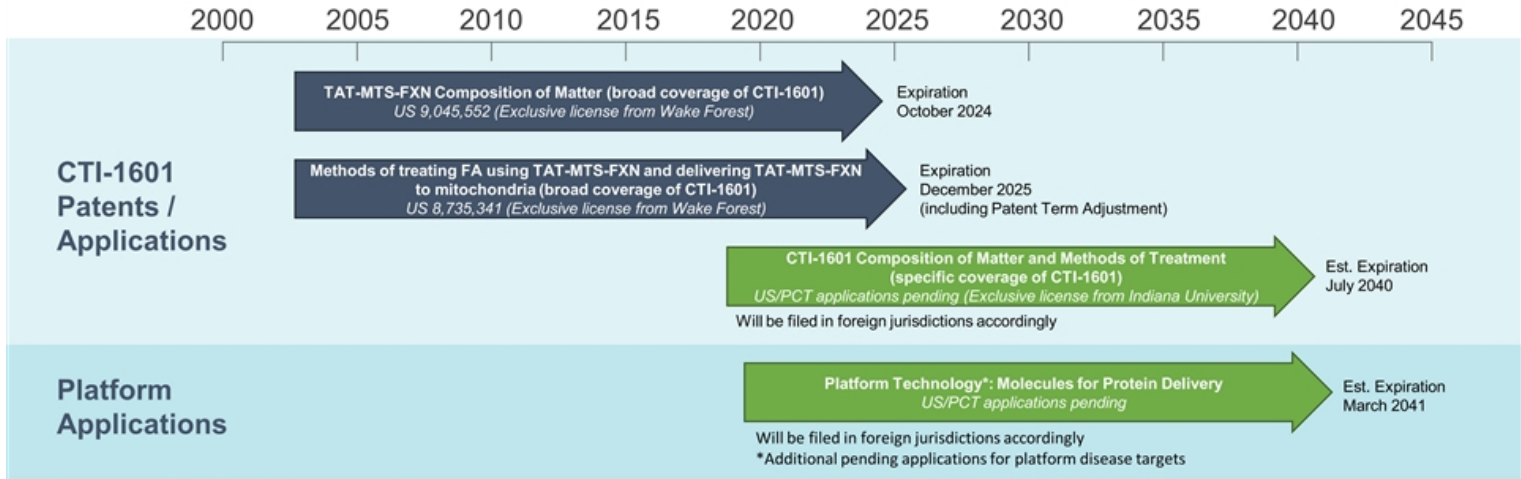 2000 2005 2010 2015 2020 2025 2030 2035 2040 2045
CTI-1601
Patents /
Applications
TAT-MTS-FXN Composition of Matter (broad coverage of CTI-1601)
US 9,045,552 (Exclusive license from Wake Forest)
Expiration
October 2024
Methods of treating FA using TAT-MTS-FXN and delivering TAT-MTS-FXN
to mitochondria (broad coverage of CTI-1601)
US 8,735,341 (Exclusive license from Wake Forest)
Expiration
December 2025
(including Patent Term Adjustment)
CTI-1601 Composition of Matter and Methods of Treatment
(specific coverage of CTI-1601)
US/PCT applications pending (Exclusive license from Indiana University)
Est. Expiration
July 2040
Will be filed in foreign jurisdictions accordingly
Platform
Applications
Platform Technology*: Molecules for Protein Delivery
US/PCT applications pending
Est. Expiration
March 2041
Will be filed in foreign jurisdictions accordingly
*Additional pending applications for platform disease targets